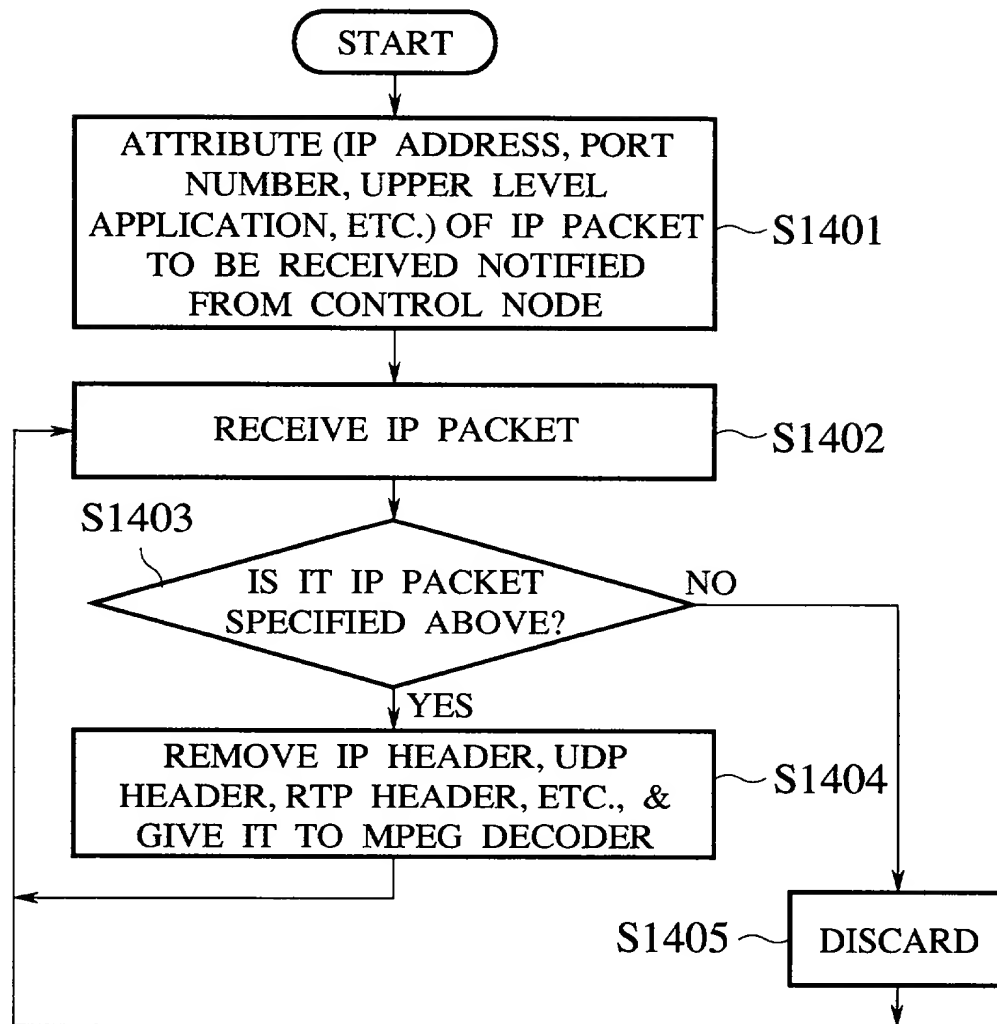 START
ATTRIBUTE (IP ADDRESS, PORT
NUMBER, UPPER LEVEL
APPLICATION, ETC.) OF IP PACKET
TO BE RECEIVED NOTIFIED
FROM CONTROL NODE
S1401
RECEIVE IP PACKET
S1402
S1403
IS IT IP PACKET
SPECIFIED ABOVE?
NO
YES
REMOVE IP HEADER, UDP
HEADER, RTP HEADER, ETC., &
GIVE IT TO MPEG DECODER
S1404
S1405
DISCARD